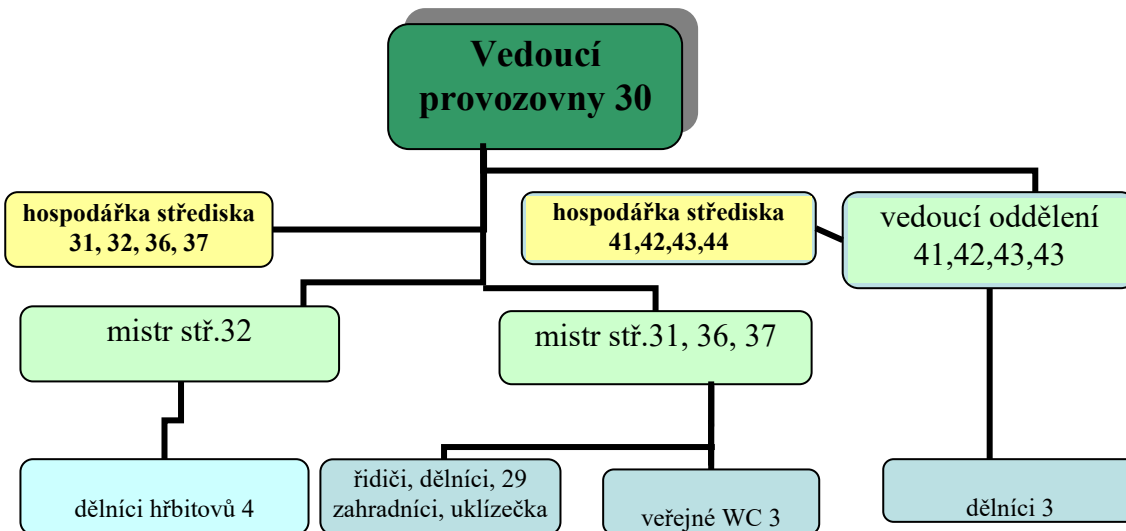 Vedoucí
provozovny 30
hospodářka střediska
31, 32, 36, 37
hospodářka střediska
41,42,43,44
vedoucí oddělení
41,42,43,43
mistr stř.32
mistr stř.31, 36, 37
dělníci hřbitovů 4
řidiči, dělníci, 29
zahradníci, uklízečka
veřejné WC 3
dělníci 3